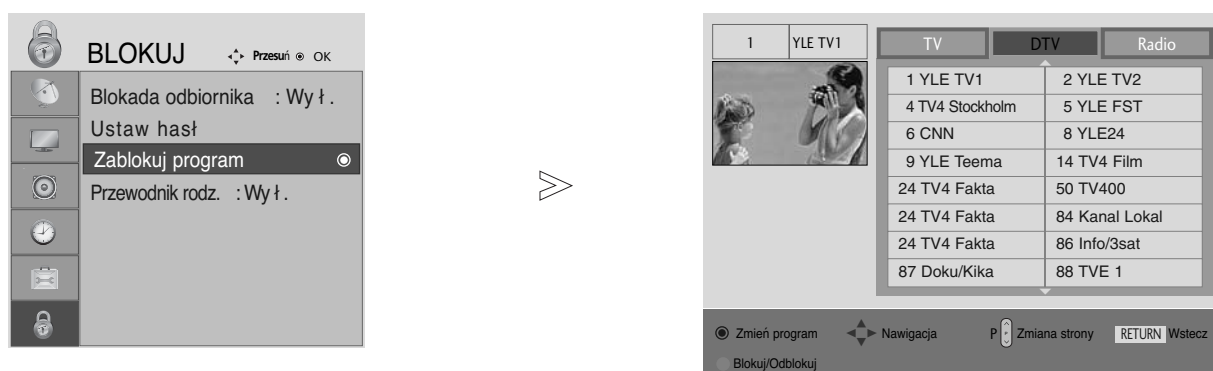 BLOKUJ Przesuń OK
Blokada odbiornika : Wył.
Ustaw hasł
Zablokuj program
Przewodnik rodz. : Wył.
>
1 YLE TV1
TV DTV Radio
1 YLE TV1 2 YLE TV2
4 TV4 Stockholm 5 YLE FST
6 CNN 8 YLE24
9 YLE Teema 14 TV4 Film
24 TV4 Fakta 50 TV400
24 TV4 Fakta 84 Kanal Lokal
24 TV4 Fakta 86 Info/3sat
87 Doku/Kika 88 TVE 1
Zmień program Nawigacja P Zmiana strony RETURN Wstecz
Blokuj/Odblokuj